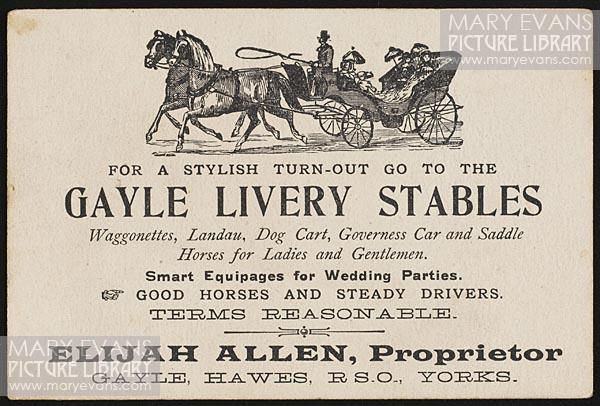 MARY EVANS
PICTURE LIBRARY
www.maryevans.com
FOR A STYLISH TURN-OUT GO TO THE
GAYLE LIVERY STABLES
Waggonettes, Landau, Dog Cart, Governess Car and Saddle
Horses for Ladies and Gentlemen.
Smart Equipages for Wedding Parties.
☞ GOOD HORSES AND STEADY DRIVERS.
TERMS REASONABLE.
MARY EVANS
PICTURE LIBRARY
www.maryevans.com
ELIJAH ALLEN, Proprietor
GAYLE, HAWES, R.S.O., YORKS.